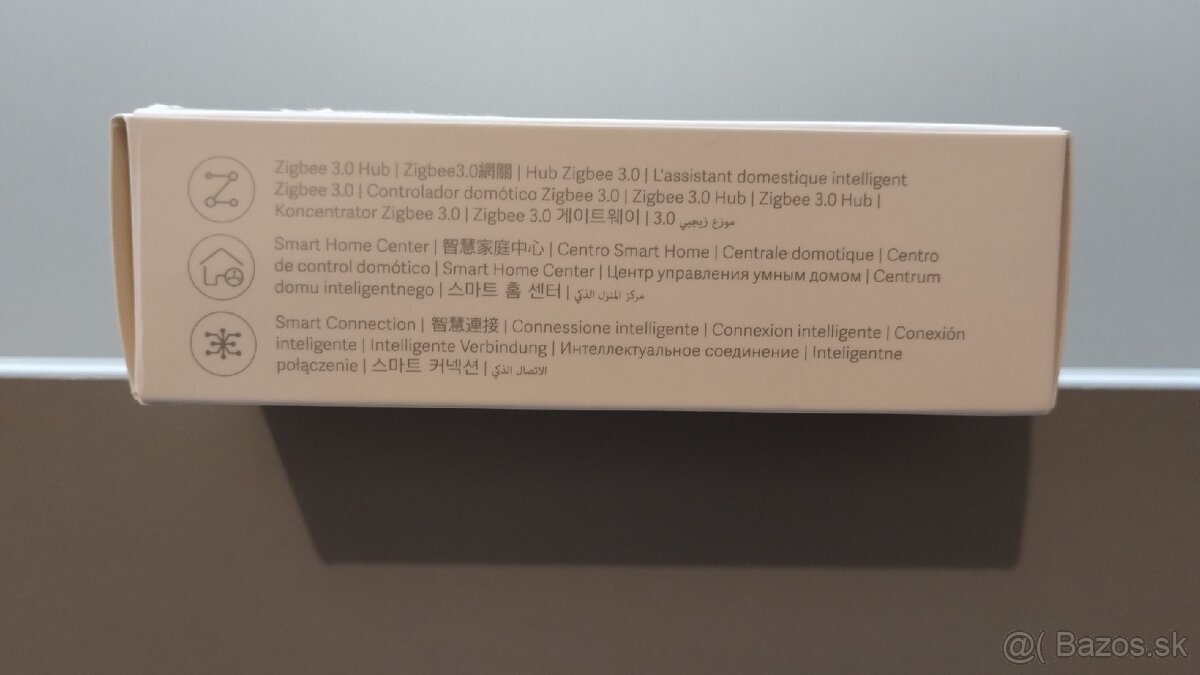 Zigbee 3.0 Hub | Zigbee3.0網關 | Hub Zigbee 3.0 | L'assistant domestique intelligent
Zigbee 3.0 | Controlador domótico Zigbee 3.0 | Zigbee 3.0 Hub | Zigbee 3.0 Hub |
Koncentrator Zigbee 3.0 | Zigbee 3.0 게이트웨이 | موزع زيجبي 3.0
Smart Home Center | 智慧家庭中心 | Centro Smart Home | Centrale domotique | Centro
de control domótico | Smart Home Center | Центр управления умным домом | Centrum
domu inteligentnego | 스마트 홈 센터 | مركز المنزل الذكي
Smart Connection | 智慧連接 | Connessione intelligente | Connexion intelligente | Conexión
inteligente | Intelligente Verbindung | Интеллектуальное соединение | Inteligentne
połączenie | 스마트 커넥션 | الاتصال الذكي
@( Bazos.sk